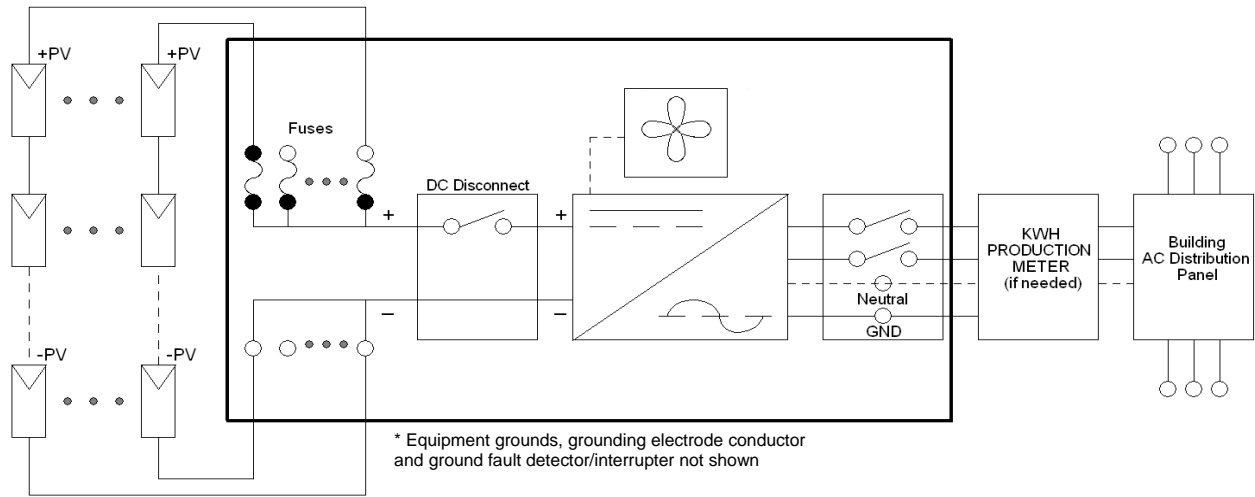 +PV
+PV
Fuses
DC Disconnect
+
+
KWH
PRODUCTION
METER
(if needed)
Building
AC Distribution
Panel
Neutral
GND
–
–
-PV
-PV
* Equipment grounds, grounding electrode conductor
and ground fault detector/interrupter not shown